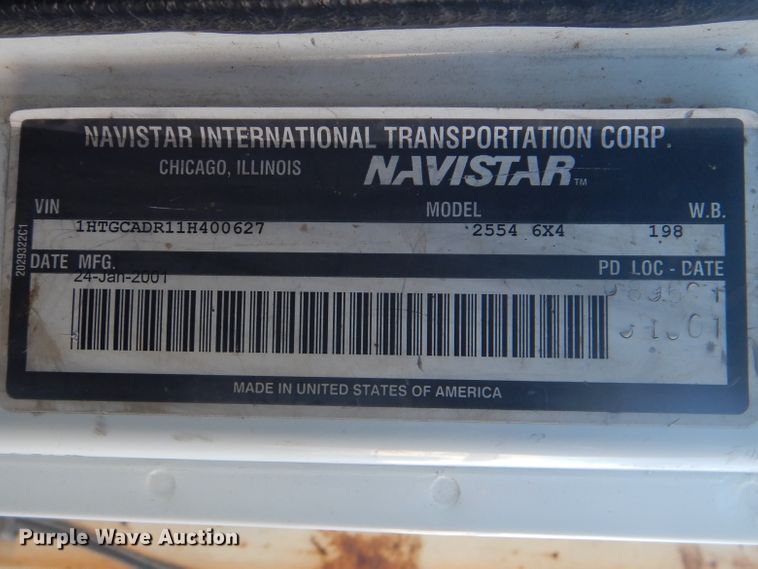 NAVISTAR INTERNATIONAL TRANSPORTATION CORP.
CHICAGO, ILLINOIS NAVISTAR TM
VIN MODEL W.B.
1HTGCADR11H400627 2554 6X4 198
DATE MFG. PD LOC - DATE
24-Jan-2001
MADE IN UNITED STATES OF AMERICA
2029322C1
Purple Wave Auction